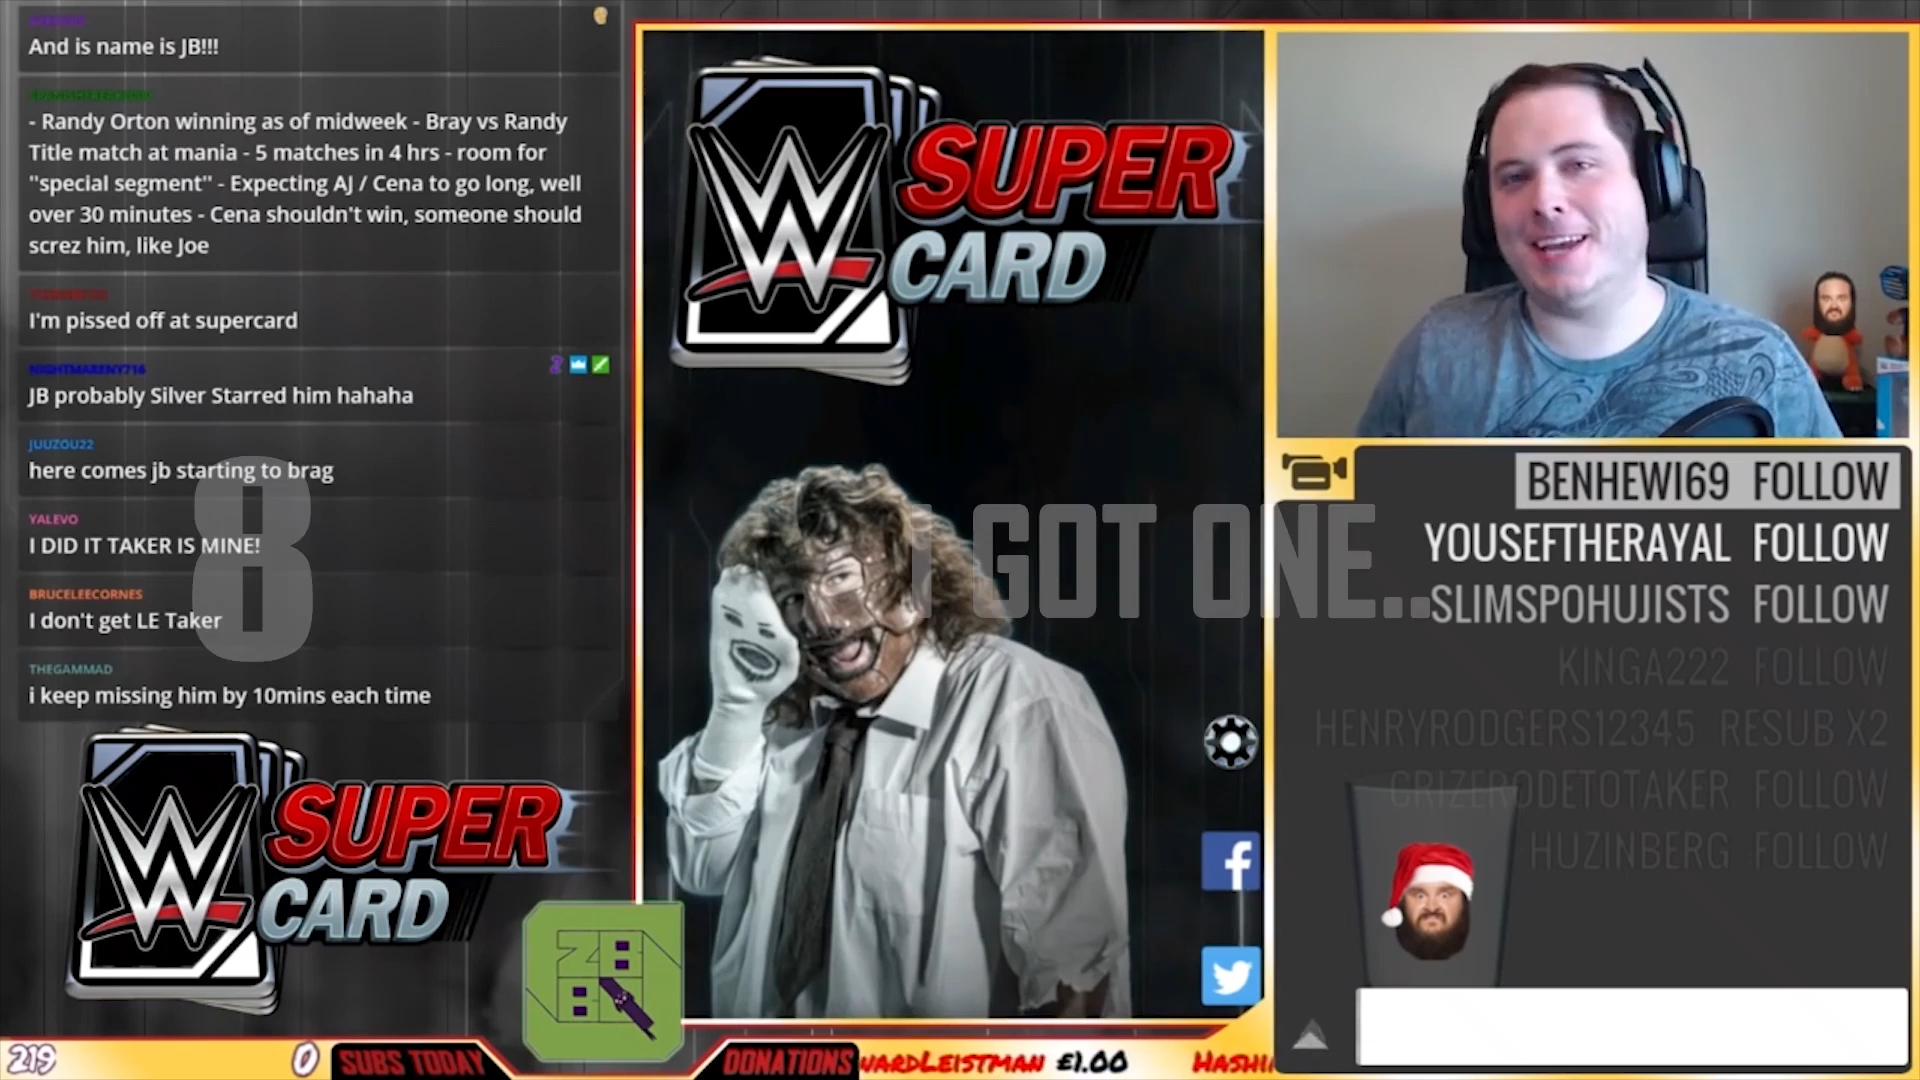 And is name is JB!!!
- Randy Orton winning as of midweek - Bray vs Randy
Title match at mania - 5 matches in 4 hrs - room for
"special segment" - Expecting AJ / Cena to go long, well
over 30 minutes - Cena shouldn't win, someone should
screz him, like Joe
I'm pissed off at supercard
NIGHTMARENY716
JB probably Silver Starred him hahaha
JUUZOU22
here comes jb starting to brag
YALEVO
I DID IT TAKER IS MINE!
BRUCELEECORNES
I don't get LE Taker
THEGAMMAD
i keep missing him by 10mins each time
8
I GOT ONE..
W
SUPER
CARD
W
SUPER
CARD
BENHEWI69 FOLLOW
YOUSEFTHERAYAL FOLLOW
SLIMSPOHUJISTS FOLLOW
KINGA222 FOLLOW
HENRYRODGERS12345 RESUB X2
CRIZERODETOTAKER FOLLOW
HUZINBERG FOLLOW
219
0
SUBS TODAY
DONATIONS
wardLeistman £1.00
Hashi